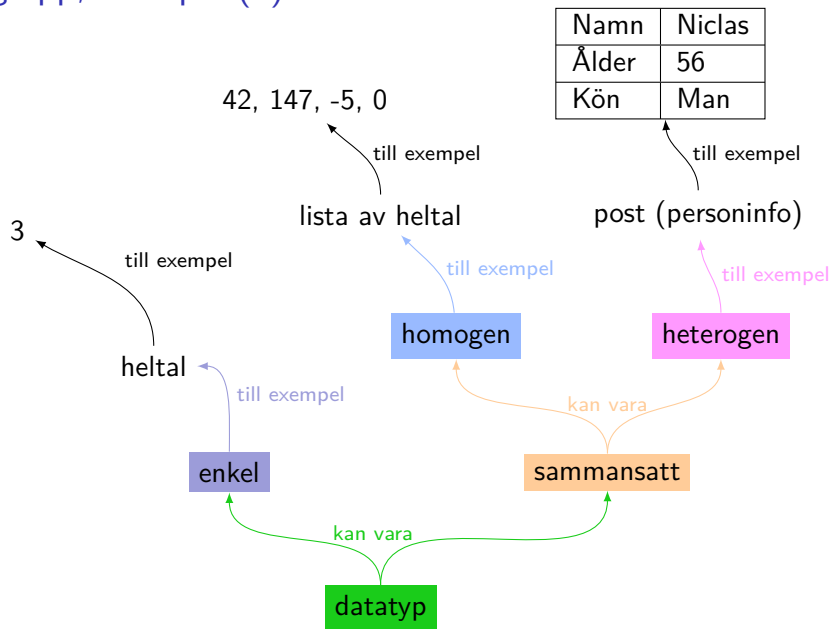 Namn Niclas
Ålder 56
Kön Man
42, 147, -5, 0
till exempel
till exempel
lista av heltal
post (personinfo)
3
till exempel
till exempel
till exempel
homogen
heterogen
heltal
till exempel
kan vara
enkel
sammansatt
kan vara
datatyp